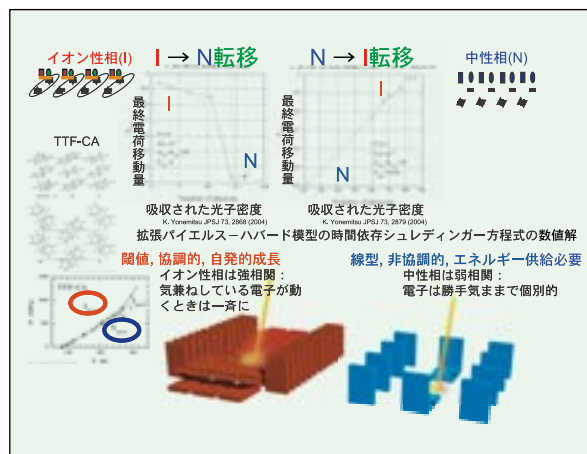 イオン性相(I)
I → N転移
N → I転移
中性相(N)
TTF-CA
最終電荷移動量
I
N
最終電荷移動量
I
N
吸収された光子密度
K. Yonemitsu JPSJ 73, 2868 (2004)
吸収された光子密度
K. Yonemitsu JPSJ 73, 2879 (2004)
拡張パイエルス－ハバード模型の時間依存シュレディンガー方程式の数値解
閾値, 協調的, 自発的成長
イオン性相は強相関：
気兼ねしている電子が動
くときは一斉に
線型, 非協調的, エネルギー供給必要
中性相は弱相関：
電子は勝手気ままで個別的
TTF-CA